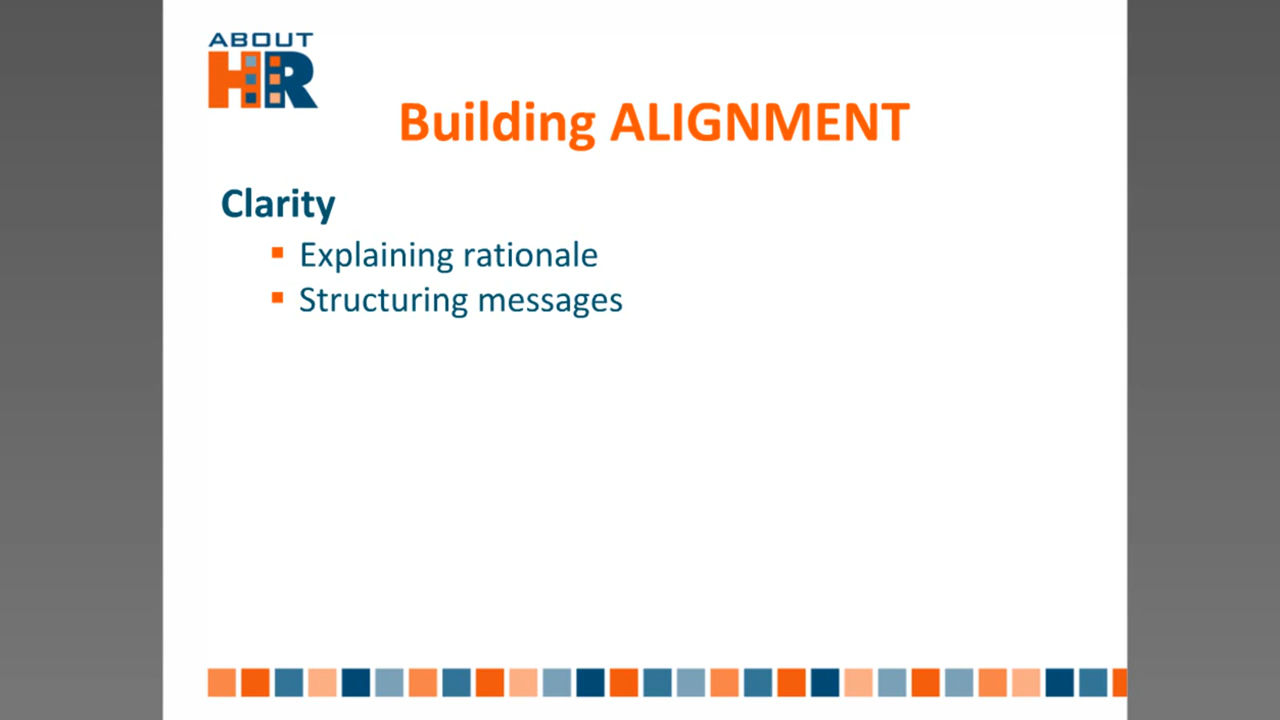 ABOUT
HR
Building ALIGNMENT
Clarity
Explaining rationale
Structuring messages